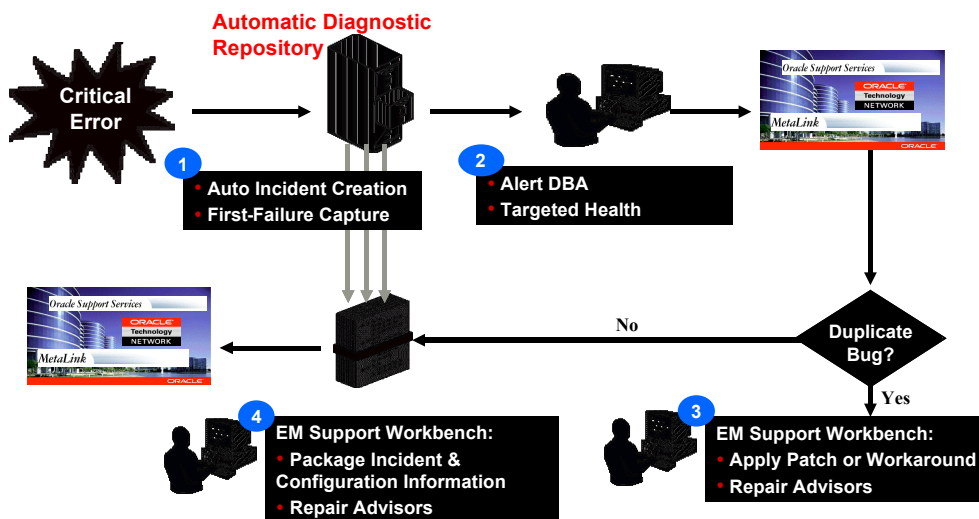 Automatic Diagnostic
Repository
Critical
Error
Oracle Support Services
ORACLE
Technology
NETWORK
MetaLink
ORACLE
1
• Auto Incident Creation
• First-Failure Capture
2
• Alert DBA
• Targeted Health
Oracle Support Services
ORACLE
Technology
NETWORK
MetaLink
ORACLE
No
Duplicate
Bug?
Yes
4
EM Support Workbench:
• Package Incident &
Configuration Information
• Repair Advisors
3
EM Support Workbench:
• Apply Patch or Workaround
• Repair Advisors